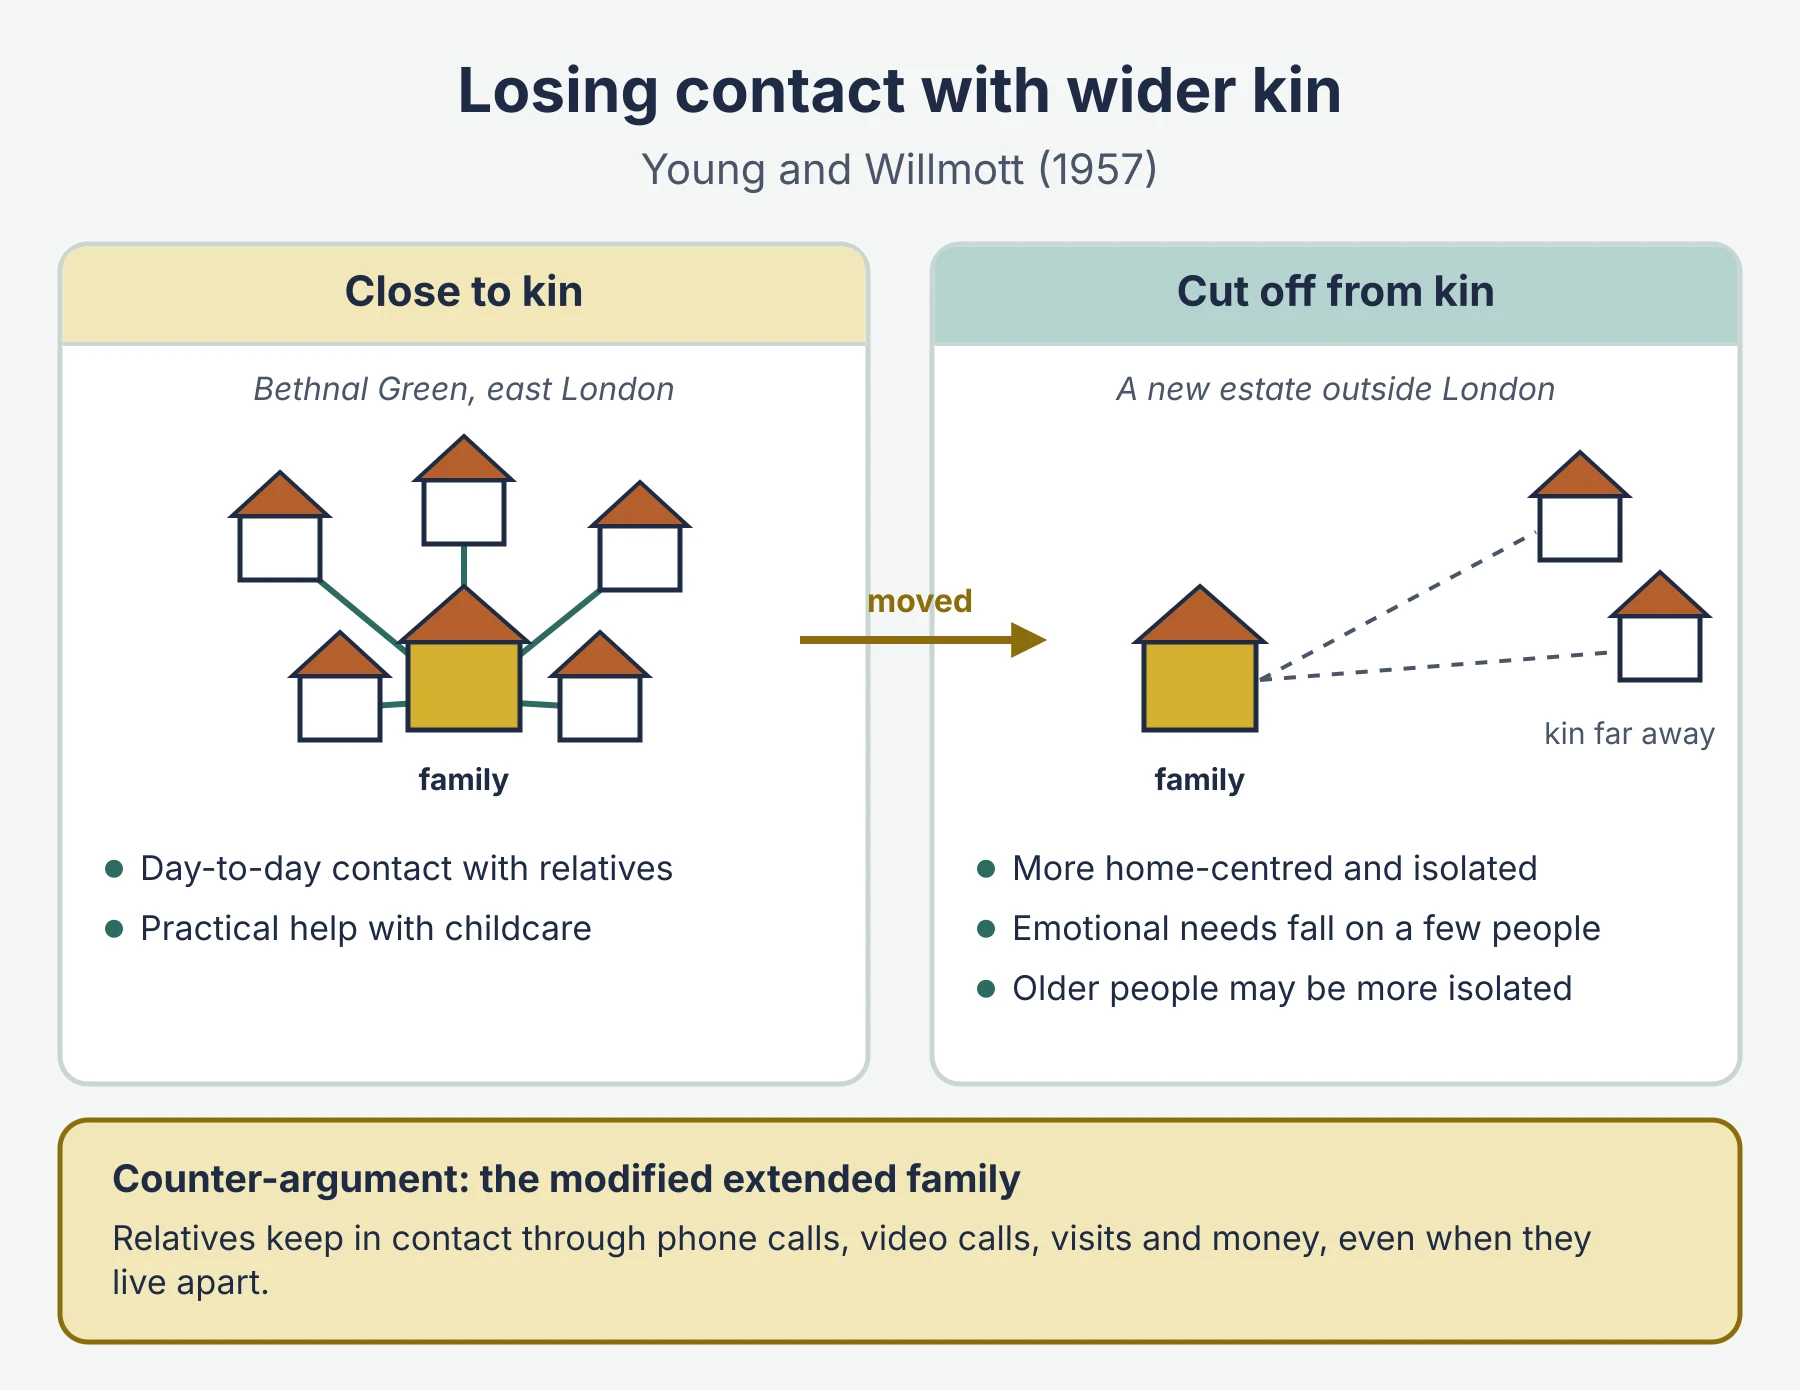 Losing contact with wider kin
Young and Willmott (1957)
Close to kin
Bethnal Green, east London
family
Day-to-day contact with relatives
Practical help with childcare
moved
Cut off from kin
A new estate outside London
kin far away
family
More home-centred and isolated
Emotional needs fall on a few people
Older people may be more isolated
Counter-argument: the modified extended family
Relatives keep in contact through phone calls, video calls, visits and money, even when they
live apart.